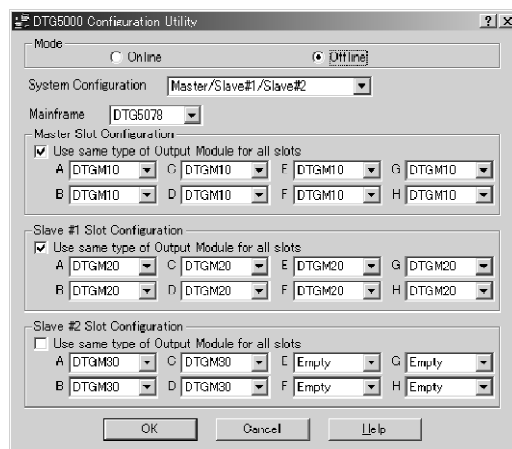 DTG5000 Configuration Utility
Mode
Online Offline
System Configuration Master/Slave#1/Slave#2
Mainframe DTG5078
Master Slot Configuration
Use same type of Output Module for all slots
A DTGM10 C DTGM10 E DTGM10 G DTGM10
B DTGM10 D DTGM10 F DTGM10 H DTGM10
Slave #1 Slot Configuration
Use same type of Output Module for all slots
A DTGM20 C DTGM20 E DTGM20 G DTGM20
B DTGM20 D DTGM20 F DTGM20 H DTGM20
Slave #2 Slot Configuration
Use same type of Output Module for all slots
A DTGM30 C DTGM30 E Empty G Empty
B DTGM30 D DTGM30 F Empty H Empty
OK Cancel Help